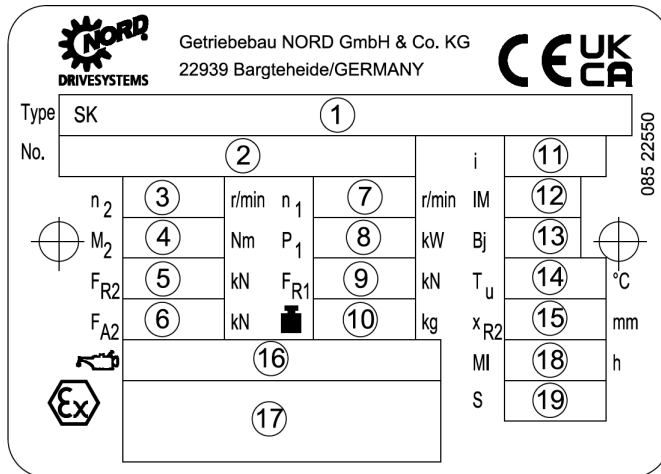 NORD
DRIVESYSTEMS
Getriebebau NORD GmbH & Co. KG
22939 Bargteheide/GERMANY
CE UK
CA
Type SK 1
No. 2 i 11
n2 3 r/min n1 7 r/min IM 12
M2 4 Nm P1 8 kW Bj 13
FR2 5 kN FR1 9 kN Tu 14 °C
FA2 6 kN 10 kg xR2 15 mm
16 MI 18 h
Ex 17 S 19
085 22550